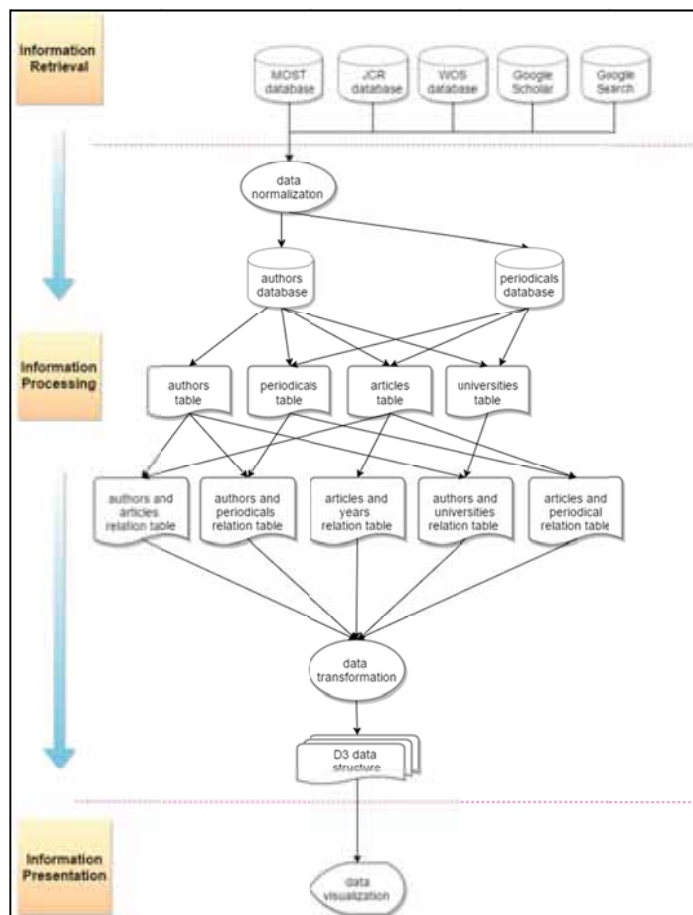 Information
Retrieval
MOST
database
JCR
database
WOS
database
Google
Scholar
Google
Search
data
normalization
authors
database
periodicals
database
Information
Processing
authors
table
periodicals
table
articles
table
universities
table
authors and
articles
relation table
authors and
periodicals
relation table
articles and
years
relation table
authors and
universities
relation table
articles and
periodical
relation table
data
transformation
D3 data
structure
Information
Presentation
data
visualization